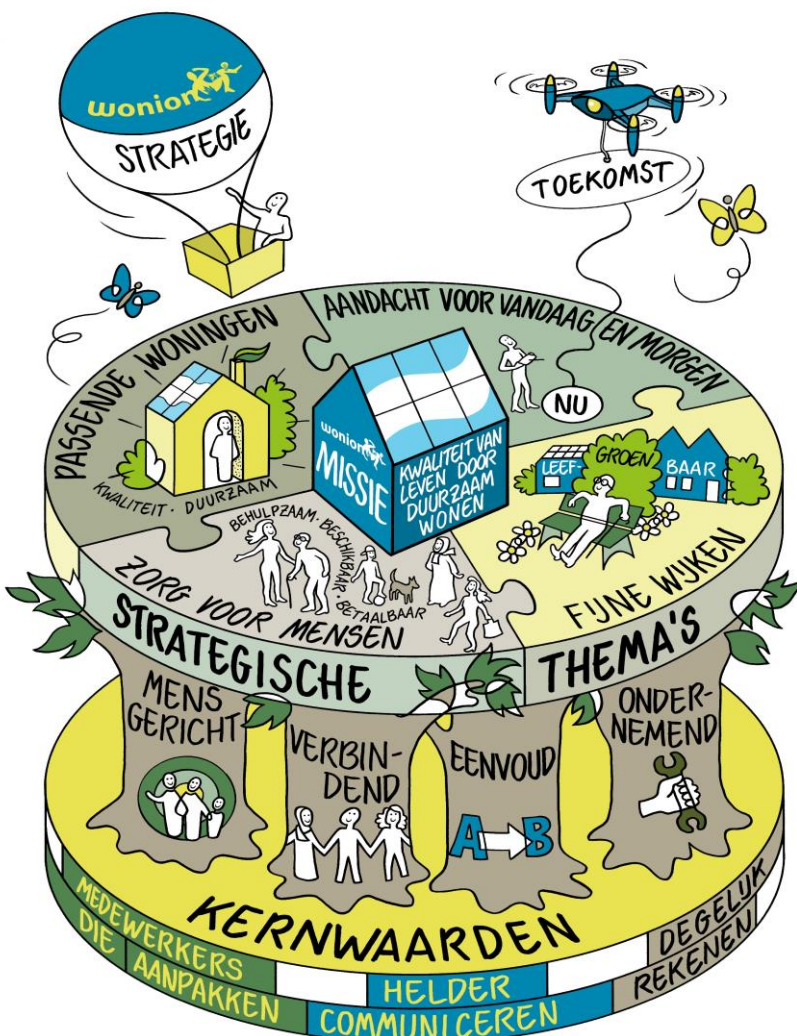 wonion
STRATEGIE
TOEKOMST
PASSENDE WONINGEN
AANDACHT VOOR VANDAAG EN MORGEN
NU
KWALITEIT · DUURZAAM
wonion
MISSIE
KWALITEIT VAN
LEVEN DOOR
DUURZAAM
WONEN
LEEF-
GROEN
BAAR
BEHULPZAAM · BESCHIKBAAR
BETAALBAAR
ZORG VOOR MENSEN
FIJNE WIJKEN
STRATEGISCHE
THEMA'S
MENS
GERICHT
VERBIN-
DEND
EENVOUD
A B
ONDER-
NEMEND
KERNWAARDEN
MEDEWERKERS
DIE AANPAKKEN
HELDER
COMMUNICEREN
DEGELIJK
REKENEN